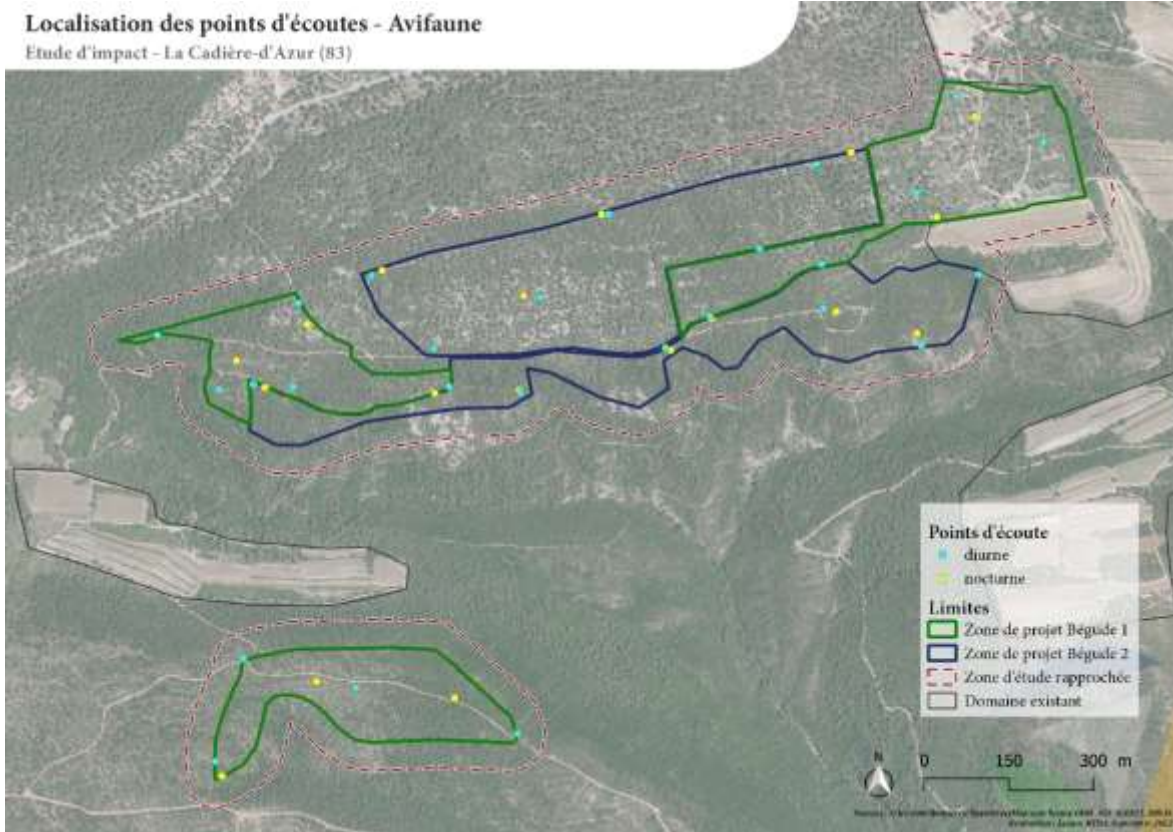 Localisation des points d'écoutes - Avifaune
Etude d'impact - La Cadière-d'Azur (83)
Points d'écoute
diurne
nocturne
Limites
Zone de projet Bégude 1
Zone de projet Bégude 2
Zone d'étude rapprochée
Domaine existant
N
0 150 300 m